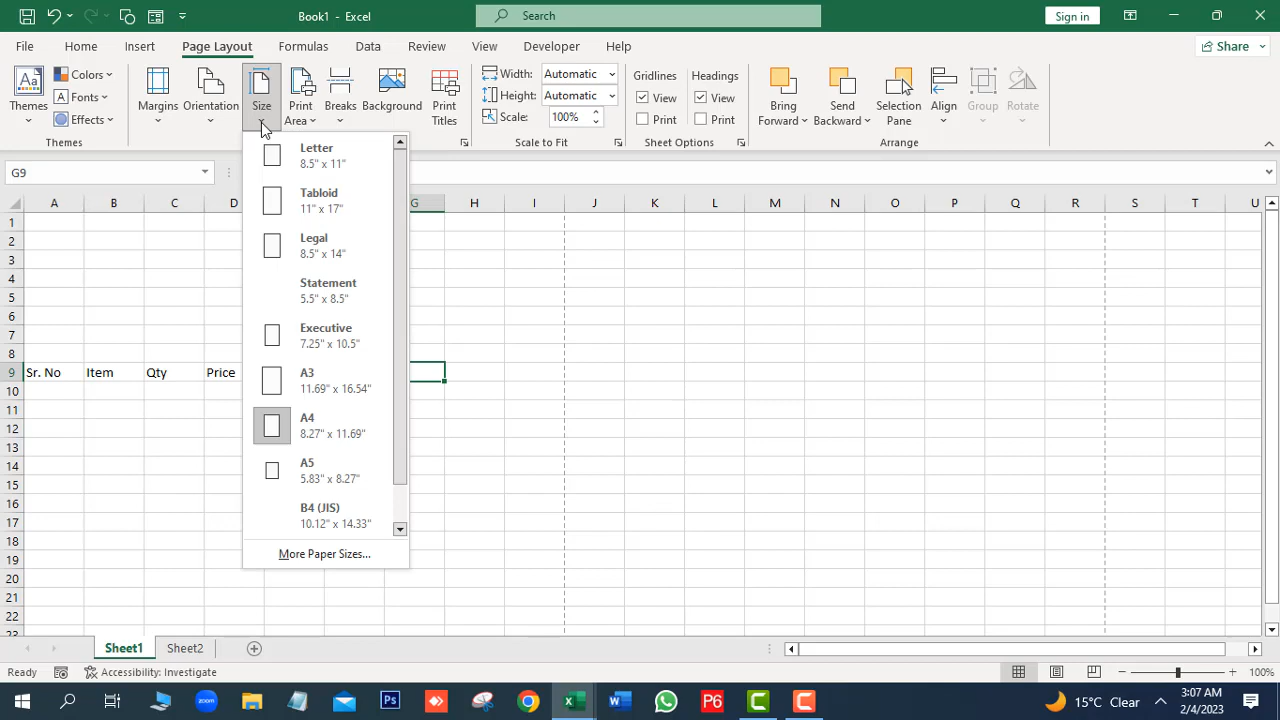 Book1 - Excel
Search
Sign in
File Home Insert Page Layout Formulas Data Review View Developer Help
Share
Themes
Colors
Fonts
Effects
Themes
Margins
Orientation
Size
Print Area
Breaks
Background
Print Titles
Width: Automatic
Height: Automatic
Scale: 100%
Scale to Fit
Gridlines
View
Print
Headings
View
Print
Sheet Options
Bring Forward
Send Backward
Selection Pane
Align
Group
Rotate
Arrange
G9
Letter
8.5" x 11"
Tabloid
11" x 17"
Legal
8.5" x 14"
Statement
5.5" x 8.5"
Executive
7.25" x 10.5"
A3
11.69" x 16.54"
A4
8.27" x 11.69"
A5
5.83" x 8.27"
B4 (JIS)
10.12" x 14.33"
More Paper Sizes...
A B C D G H I J K L M N O P Q R S T U
1
2
3
4
5
6
7
8
9 Sr. No Item Qty Price
10
11
12
13
14
15
16
17
18
19
20
21
22
23
Sheet1 Sheet2
Ready Accessibility: Investigate 100%
zoom Ps X W P6 C C
15°C Clear
3:07 AM
2/4/2023